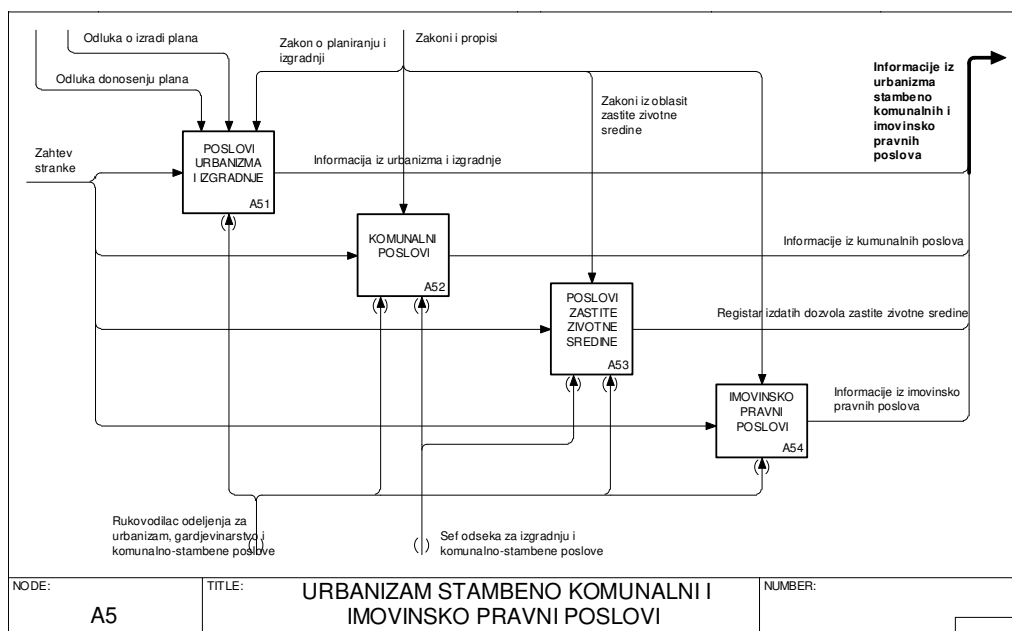 Odluka o izradi plana
Odluka donosenju plana
Zakon o planiranju i
izgradnji
Zakoni i propisi
Zakoni iz oblasit
zastite zivotne
sredine
Informacije iz
urbanizma
stambeno
komunalnih i
imovinsko
pravnih
poslova
Zahtev
stranke
POSLOVI
URBANIZMA
I IZGRADNJE
A51
Informacija iz urbanizma i izgradnje
KOMUNALNI
POSLOVI
A52
Informacije iz kumunalnih poslova
POSLOVI
ZASTITE
ZIVOTNE
SREDINE
A53
Registar izdatih dozvola zastite zivotne sredine
IMOVINSKO
PRAVNI
POSLOVI
A54
Informacije iz imovinsko
pravnih poslova
Rukovodilac odeljenja za
urbanizam, gardjevinarstvo i
komunalno-stambene poslove
Sef odseka za izgradnju i
komunalno-stambene poslove
NODE:
A5
TITLE:
URBANIZAM STAMBENO KOMUNALNI I
IMOVINSKO PRAVNI POSLOVI
NUMBER: